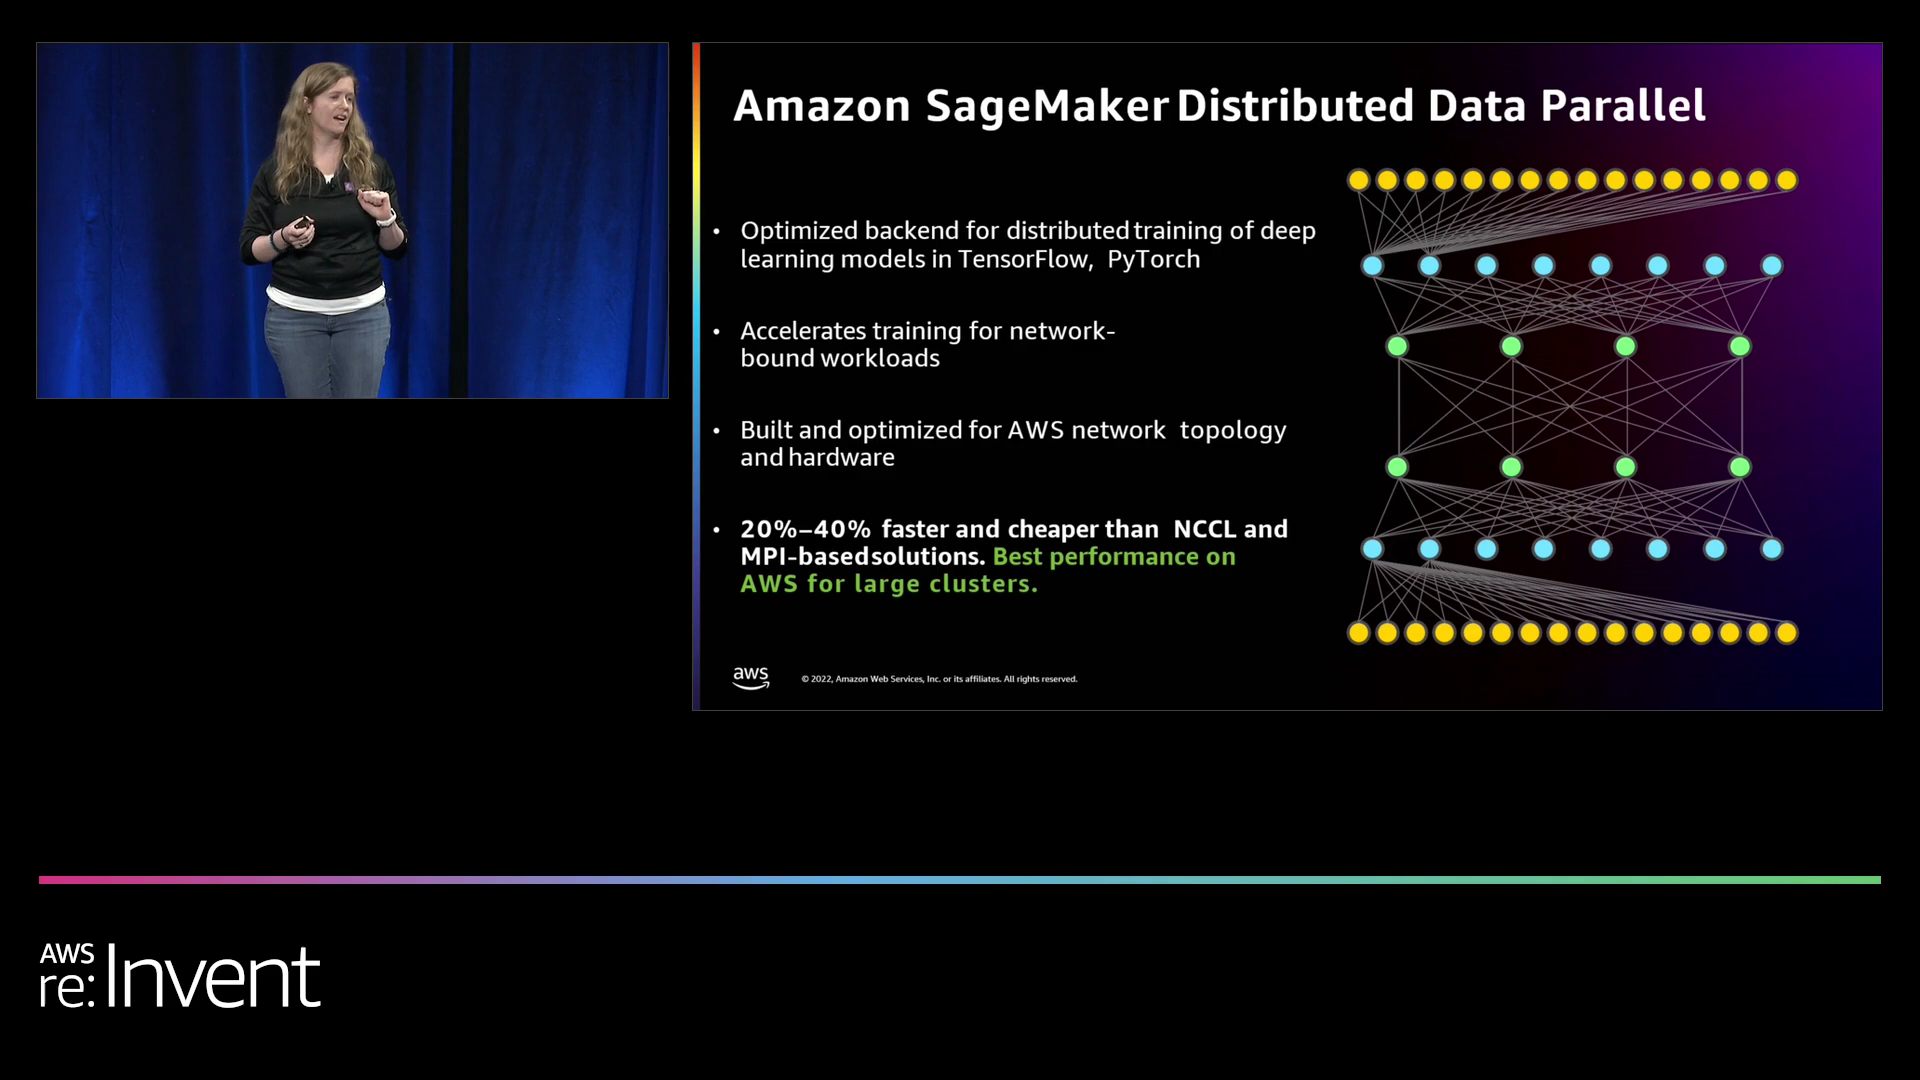 Amazon SageMaker Distributed Data Parallel
• Optimized backend for distributed training of deep
learning models in TensorFlow, PyTorch
• Accelerates training for network-
bound workloads
• Built and optimized for AWS network topology
and hardware
• 20%–40% faster and cheaper than NCCL and
MPI-based solutions. Best performance on
AWS for large clusters.
aws
© 2022, Amazon Web Services, Inc. or its affiliates. All rights reserved.
AWS
re:Invent